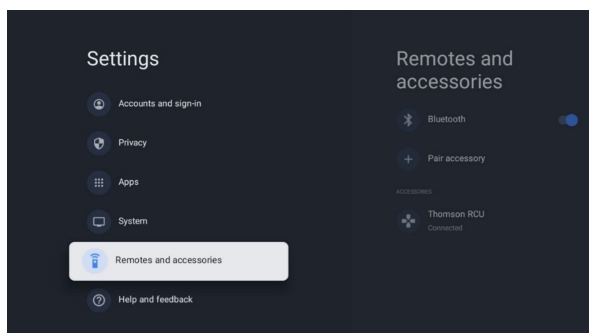 Settings
Accounts and sign-in
Privacy
Apps
System
Remotes and accessories
Help and feedback
Remotes and
accessories
Bluetooth
Pair accessory
ACCESSORIES
Thomson RCU
Connected